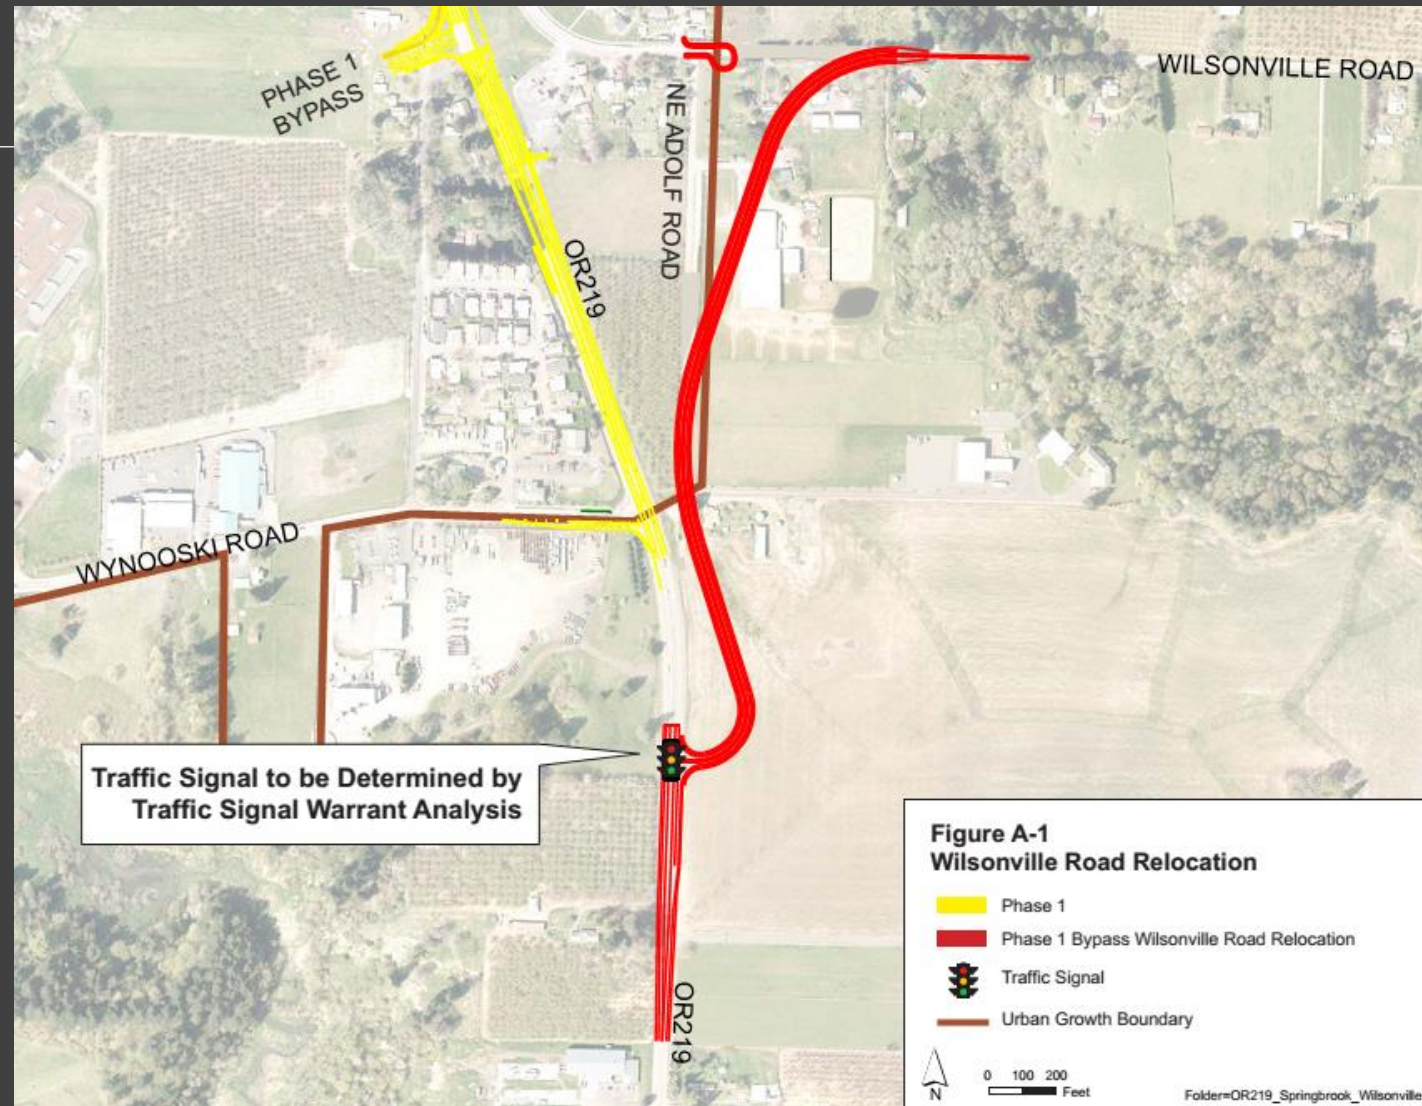 PHASE 1
BYPASS
WILSONVILLE ROAD
NE ADOLF ROAD
OR219
WYNOOSKI ROAD
Traffic Signal to be Determined by
Traffic Signal Warrant Analysis
OR219
Figure A-1
Wilsonville Road Relocation
Phase 1
Phase 1 Bypass Wilsonville Road Relocation
Traffic Signal
Urban Growth Boundary
N
0 100 200
Feet
Folder=OR219_Springbrook_Wilsonville